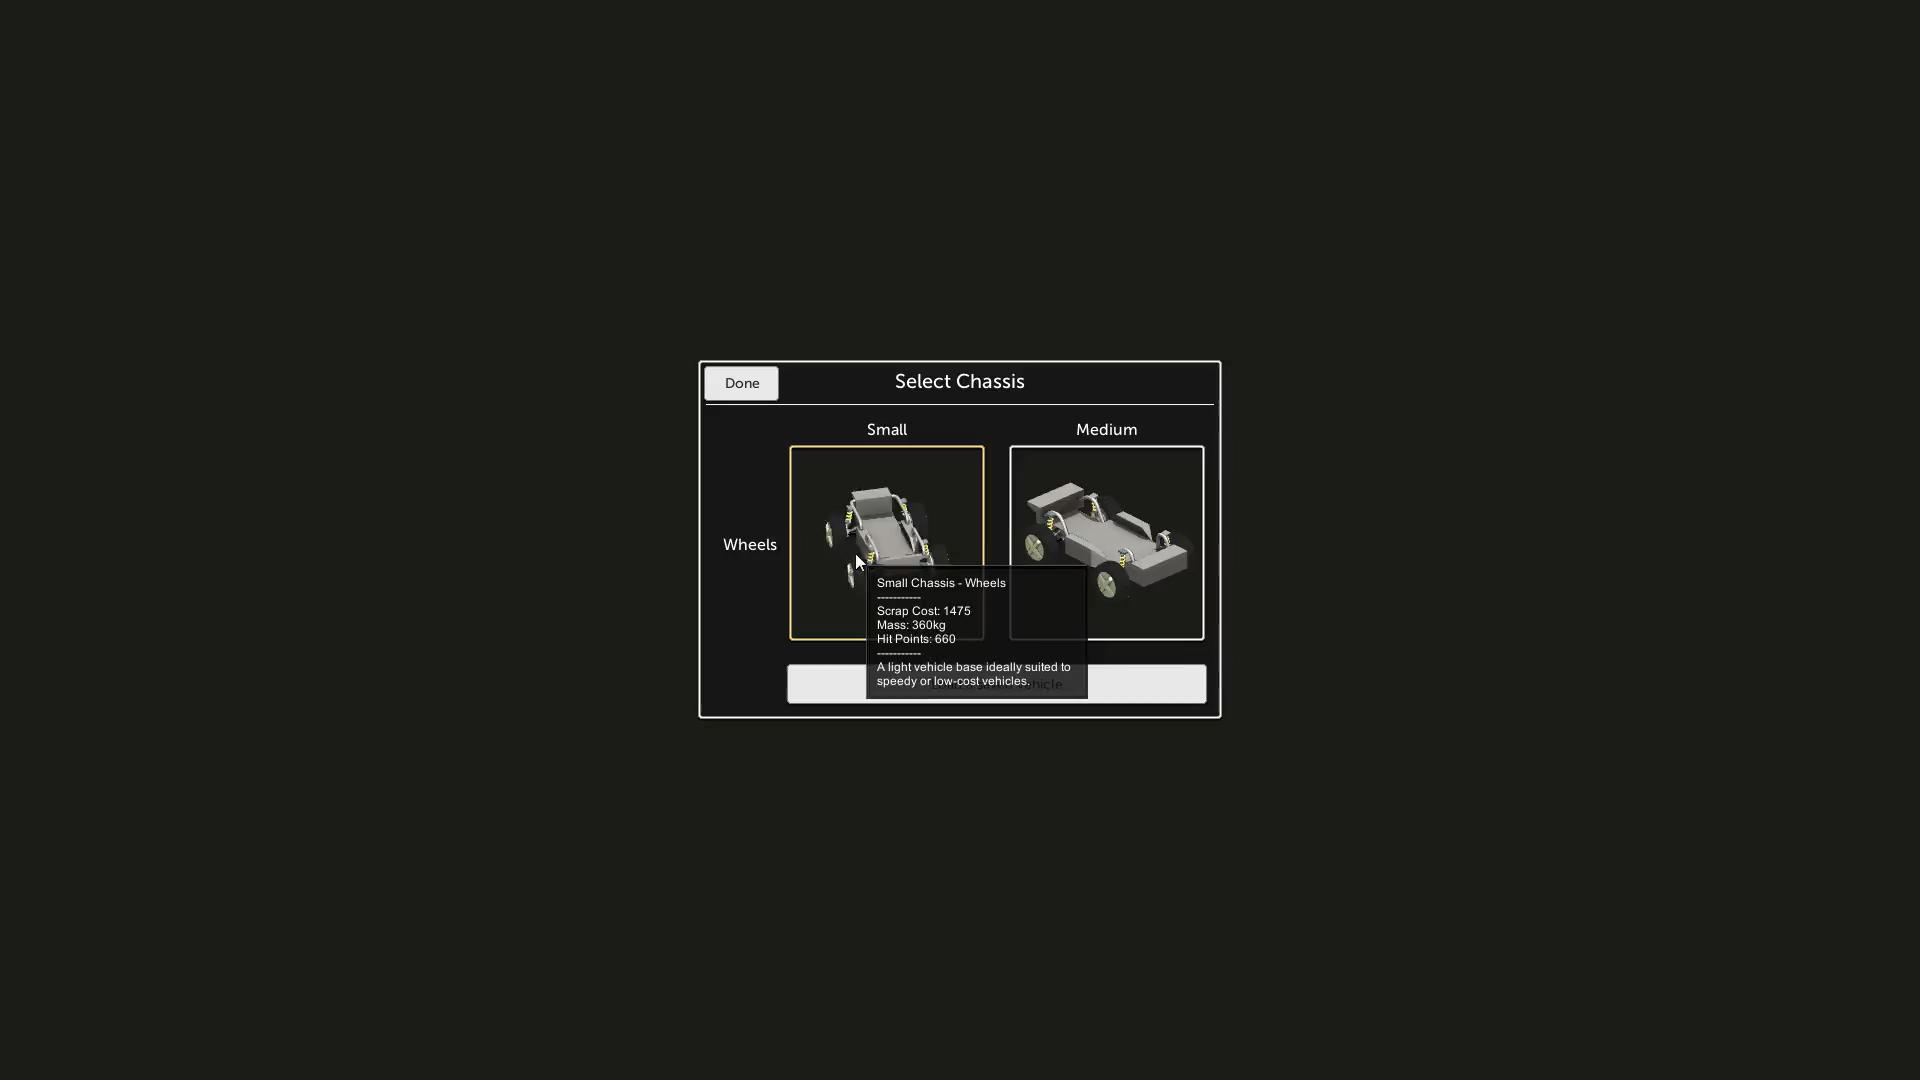 Done
Select Chassis
Small
Medium
Wheels
Small Chassis - Wheels
-----------
Scrap Cost: 1475
Mass: 360kg
Hit Points: 660
-----------
A light vehicle base ideally suited to
speedy or low-cost vehicles.